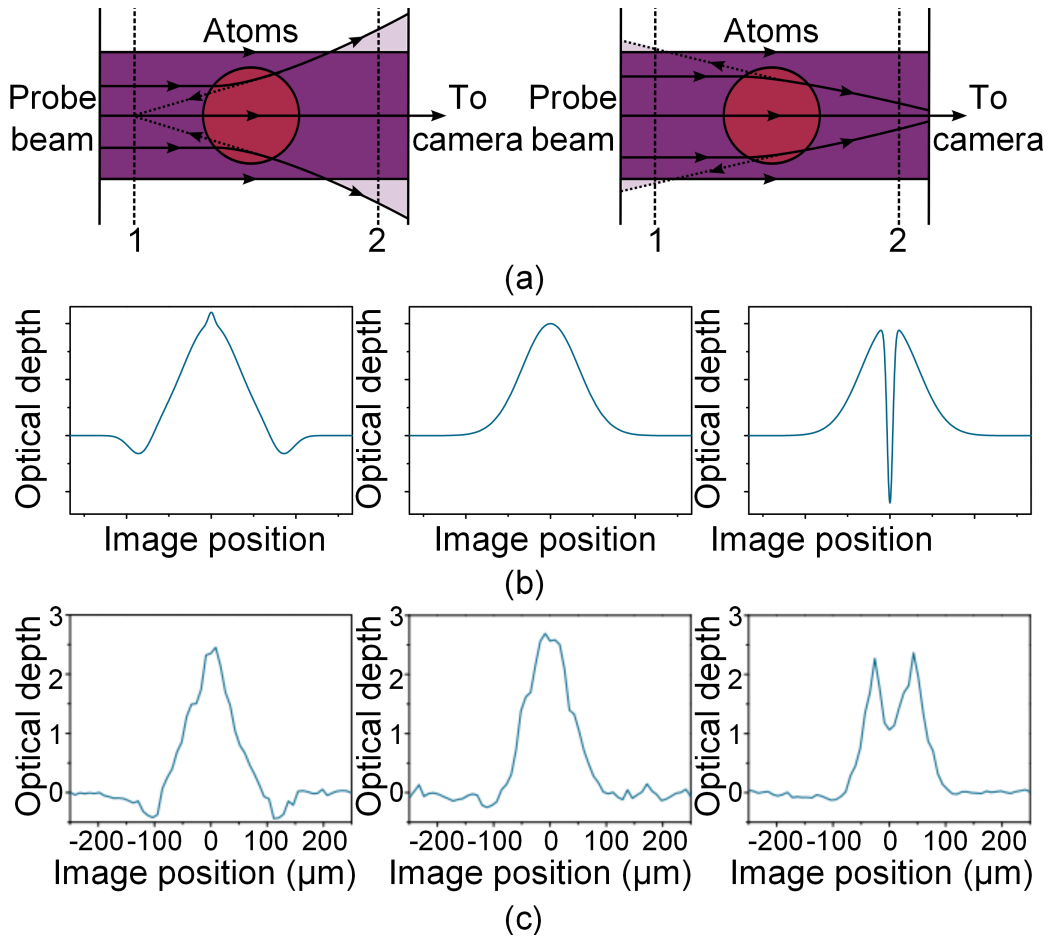 Atoms
Probe
beam
To
camera
1
2
Atoms
Probe
beam
To
camera
1
2
(a)
Optical depth
Image position
Optical depth
Image position
Optical depth
Image position
(b)
3
2
1
0
Optical depth
-200 -100 0 100 200
Image position (µm)
3
2
1
0
Optical depth
-200 -100 0 100 200
Image position (µm)
3
2
1
0
Optical depth
-200 -100 0 100 200
Image position (µm)
(c)